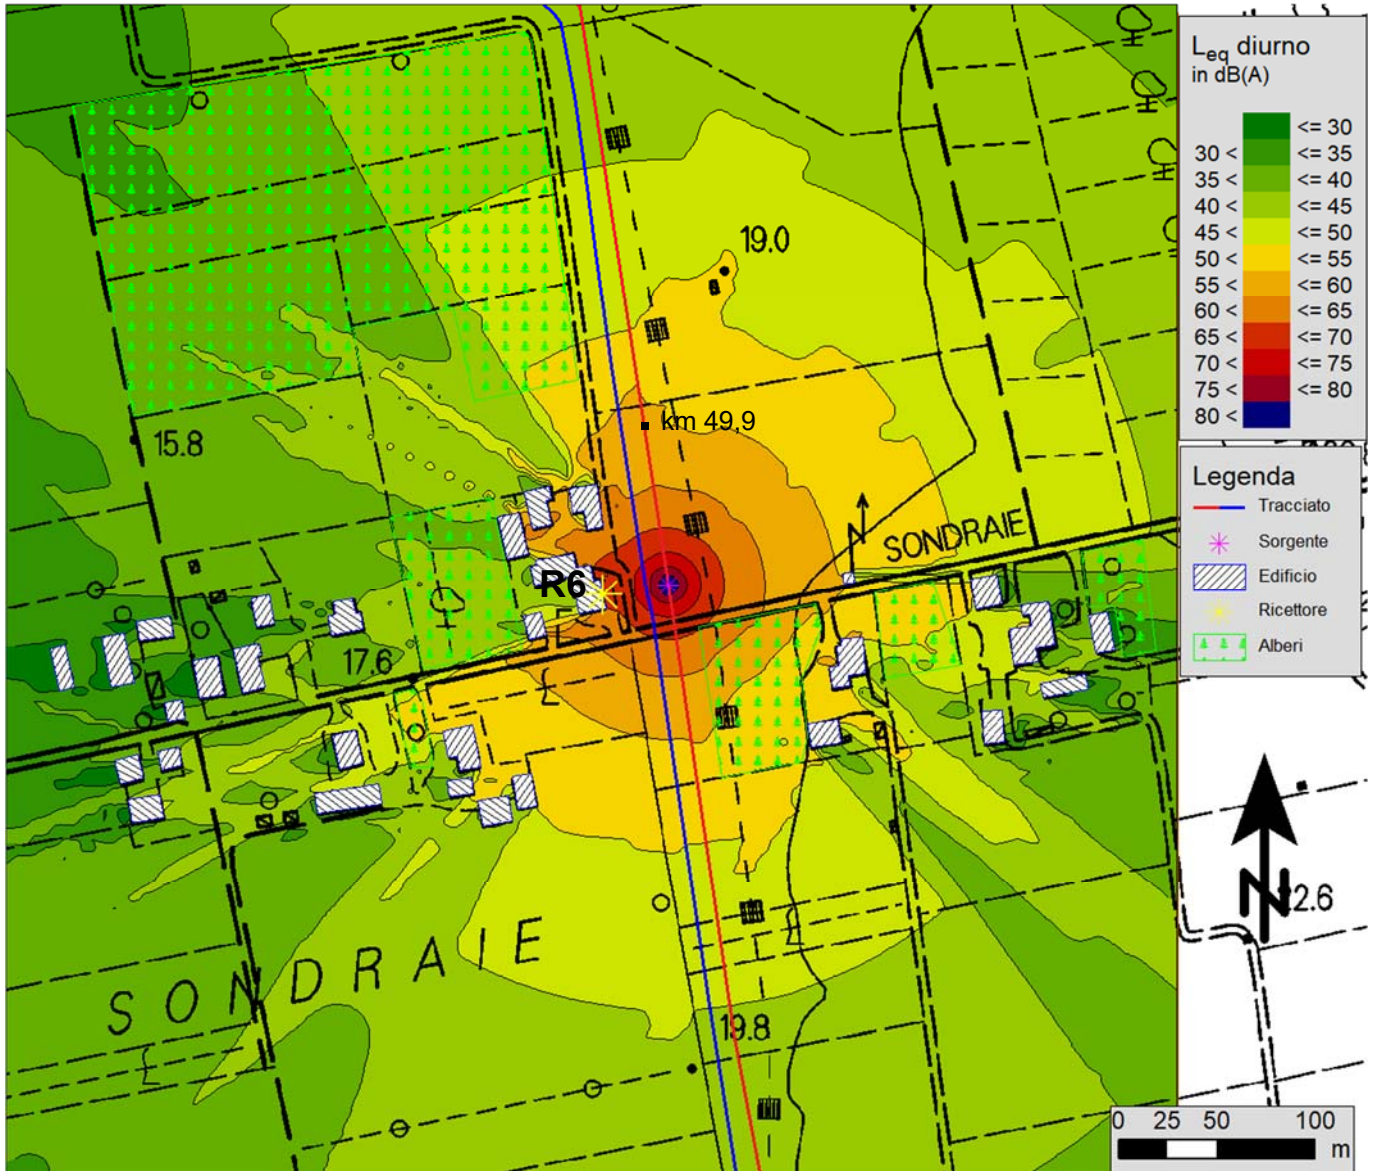 L_eq diurno
in dB(A)
<= 30
30 < <= 35
35 < <= 40
40 < <= 45
45 < <= 50
50 < <= 55
55 < <= 60
60 < <= 65
65 < <= 70
70 < <= 75
75 < <= 80
80 <
Legenda
Tracciato
Sorgente
Edificio
Ricettore
Alberi
19.0
km 49,9
15.8
N
SONDRAIE
R6
17.6
N
2.6
SONDRAIE
19.8
0 25 50 100
m